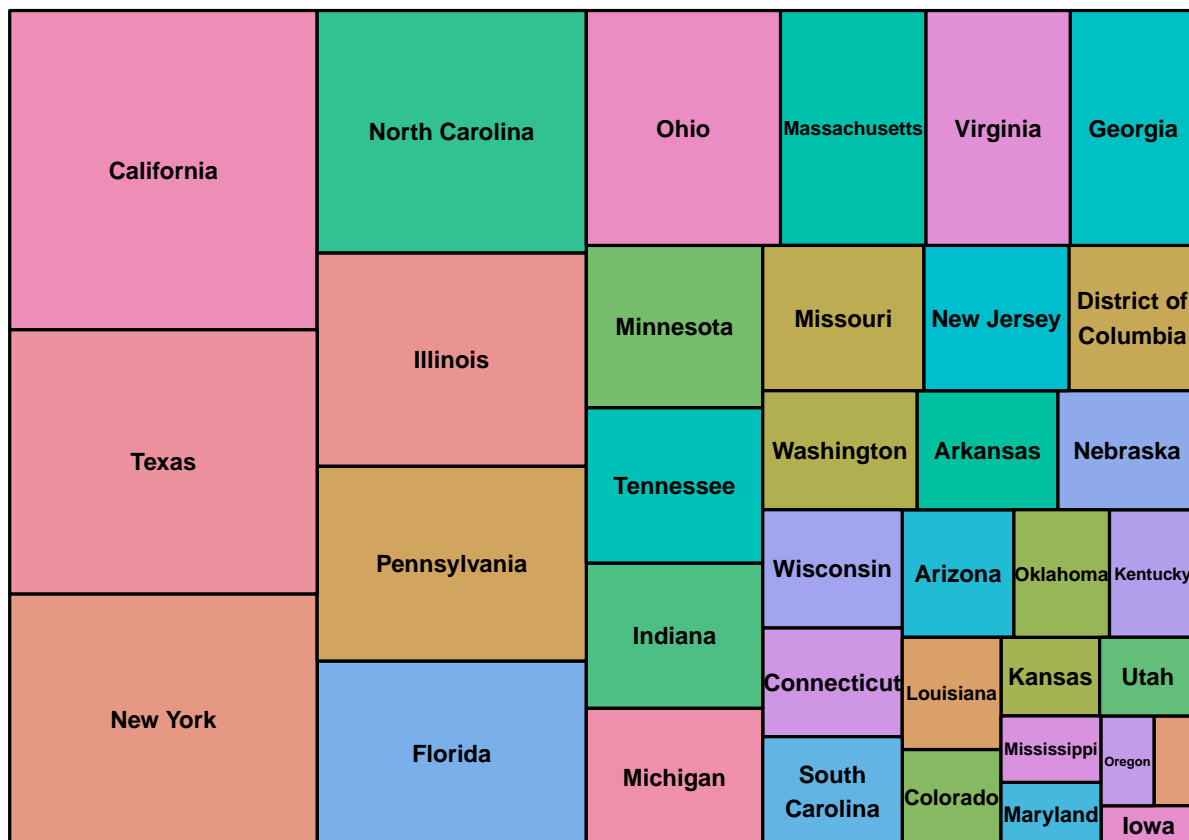 California
North Carolina
Ohio
Massachusetts
Virginia
Georgia
Illinois
Minnesota
Missouri
New Jersey
District of
Columbia
Texas
Pennsylvania
Tennessee
Washington
Arkansas
Nebraska
Wisconsin
Arizona
Oklahoma
Kentucky
New York
Florida
Indiana
Connecticut
Louisiana
Kansas
Utah
Michigan
South
Carolina
Colorado
Mississippi
Oregon
Maryland
Iowa